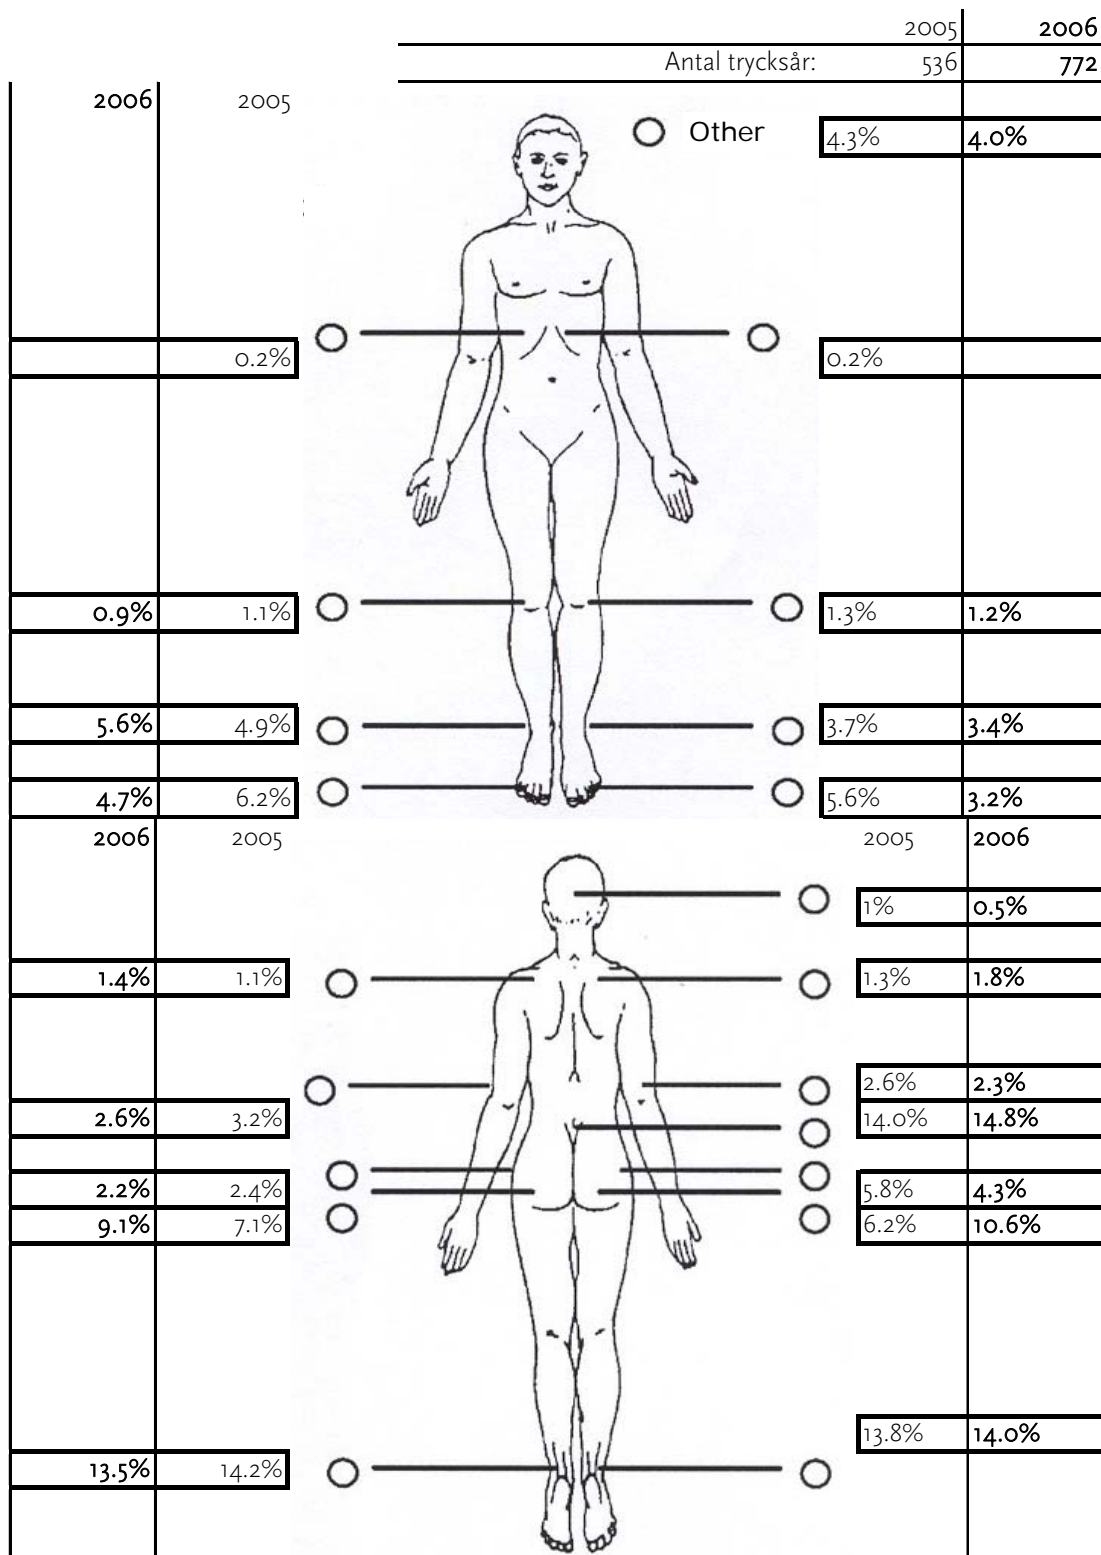 2005 2006
Antal trycksår: 536 772
2006 2005
Other 4.3% 4.0%
0.2% 0.2%
0.9% 1.1% 1.3% 1.2%
5.6% 4.9% 3.7% 3.4%
4.7% 6.2% 5.6% 3.2%
2006 2005 2005 2006
1% 0.5%
1.4% 1.1% 1.3% 1.8%
2.6% 2.3%
2.6% 3.2% 14.0% 14.8%
2.2% 2.4% 5.8% 4.3%
9.1% 7.1% 6.2% 10.6%
13.8% 14.0%
13.5% 14.2%